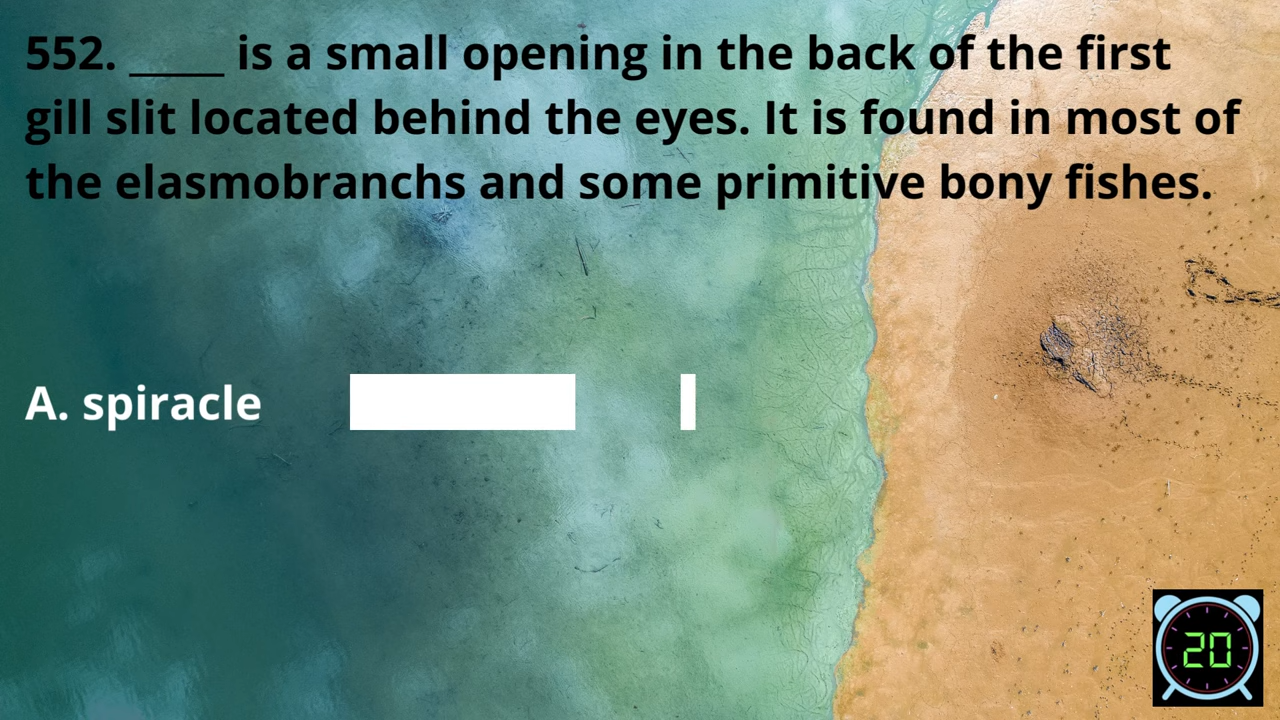 552. _____ is a small opening in the back of the first
gill slit located behind the eyes. It is found in most of
the elasmobranchs and some primitive bony fishes.
A. spiracle
20